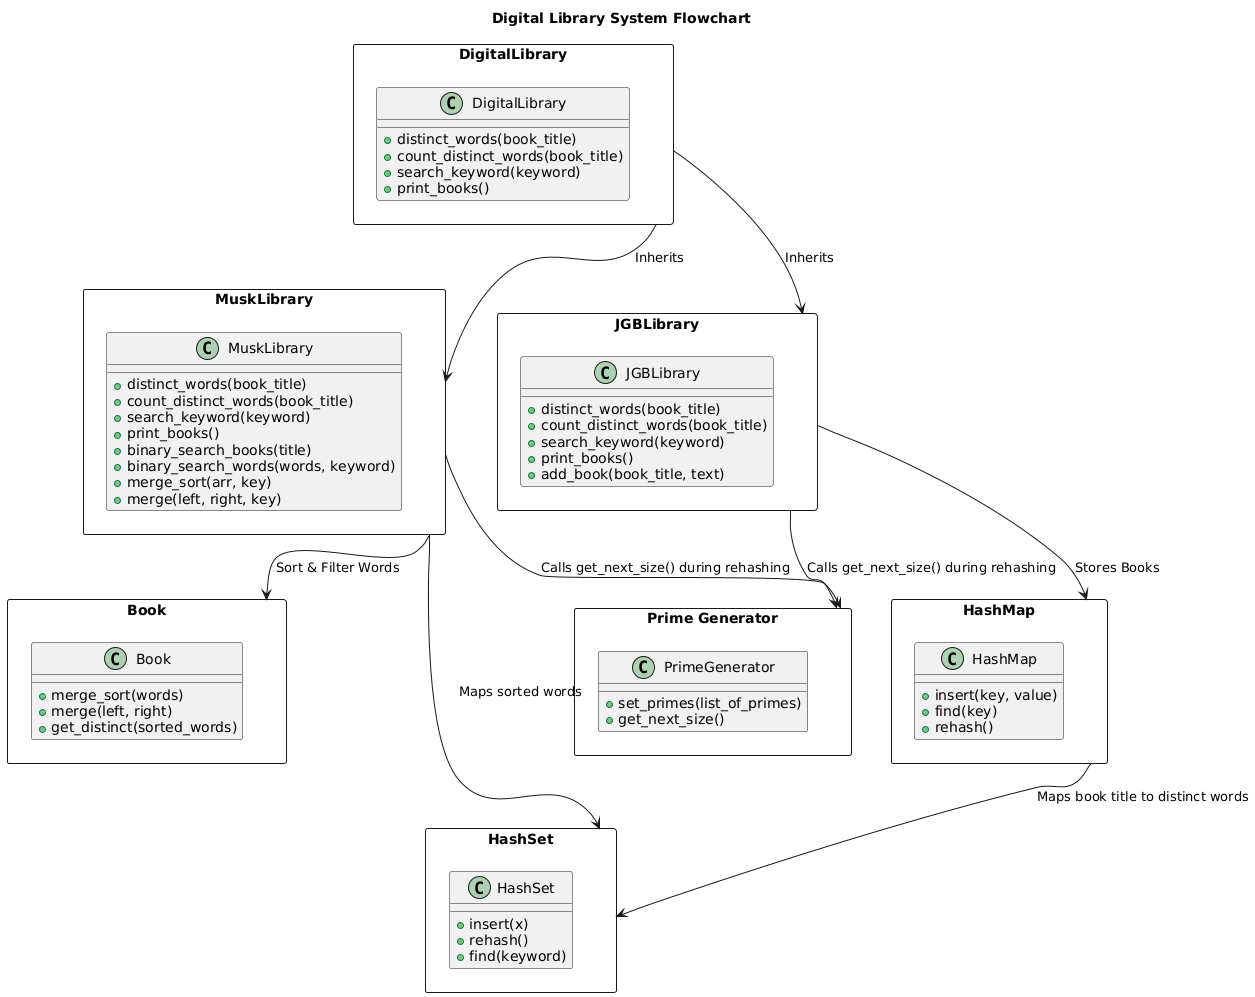 Digital Library System Flowchart
DigitalLibrary
C DigitalLibrary
distinct_words(book_title)
count_distinct_words(book_title)
search_keyword(keyword)
print_books()
Inherits
Inherits
MuskLibrary
C MuskLibrary
distinct_words(book_title)
count_distinct_words(book_title)
search_keyword(keyword)
print_books()
binary_search_books(title)
binary_search_words(words, keyword)
merge_sort(arr, key)
merge(left, right, key)
JGBLibrary
C JGBLibrary
distinct_words(book_title)
count_distinct_words(book_title)
search_keyword(keyword)
print_books()
add_book(book_title, text)
Sort & Filter Words
Calls get_next_size() during rehashing
Calls get_next_size() during rehashing
Stores Books
Book
C Book
merge_sort(words)
merge(left, right)
get_distinct(sorted_words)
Maps sorted words
Prime Generator
C PrimeGenerator
set_primes(list_of_primes)
get_next_size()
HashMap
C HashMap
insert(key, value)
find(key)
rehash()
Maps book title to distinct words
HashSet
C HashSet
insert(x)
rehash()
find(keyword)